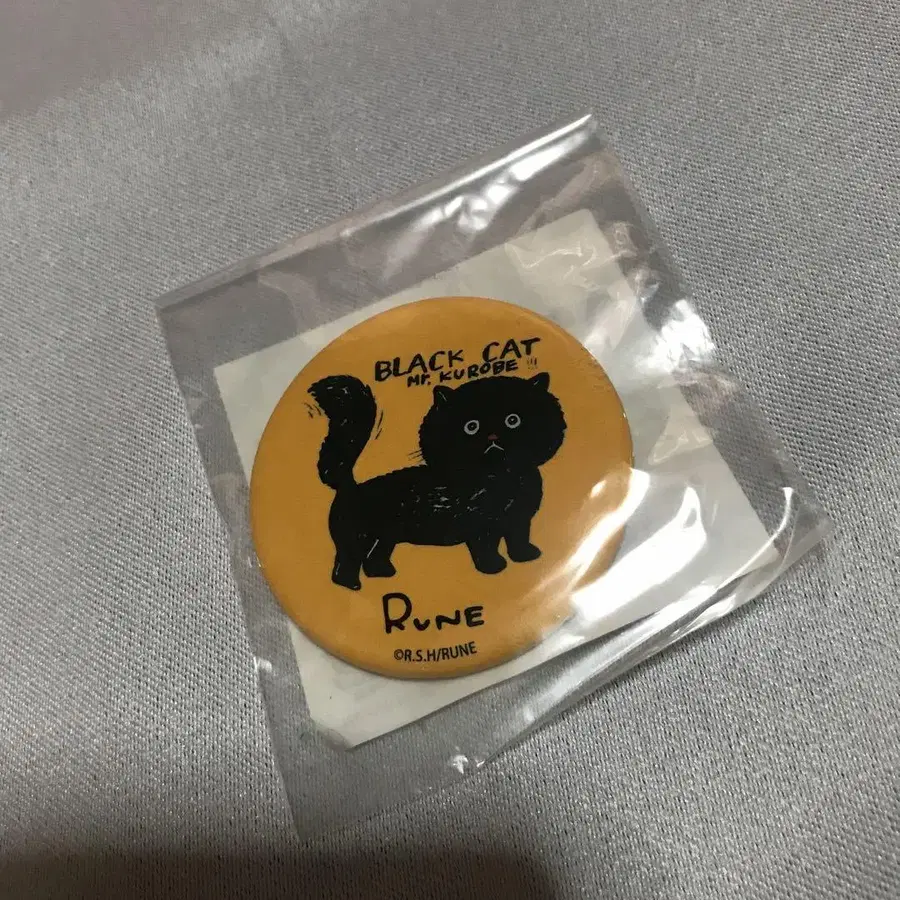 BLACK CAT
Mr. KUROBE !!!
RUNE
©R.S.H/RUNE